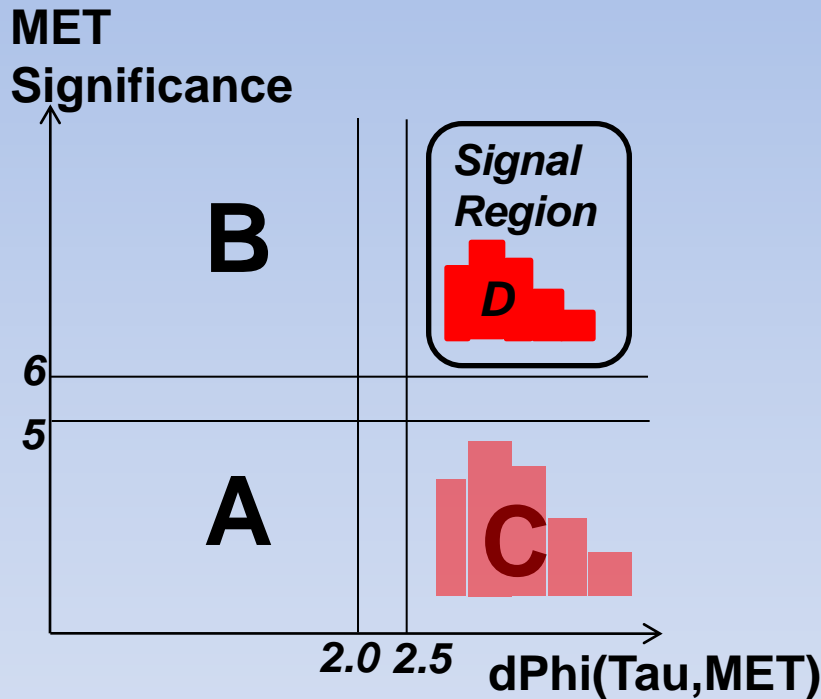 MET
Significance
Signal
Region
B
D
6
5
A
C
2.0 2.5
dPhi(Tau,MET)